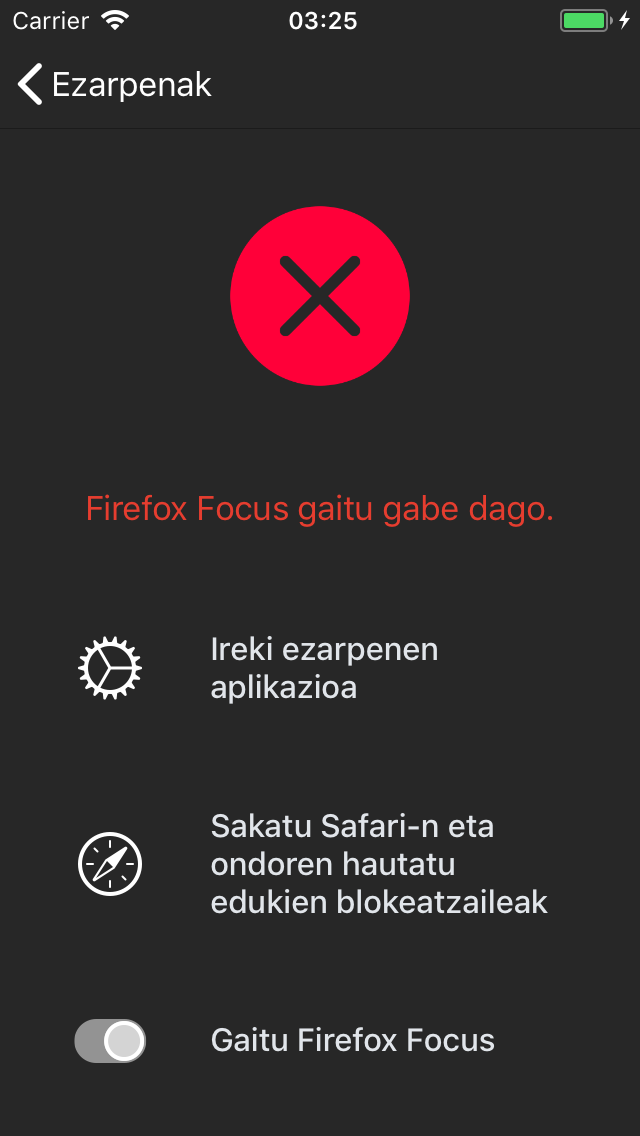 Carrier 03:25
Ezarpenak
Firefox Focus gaitu gabe dago.
Ireki ezarpenen
aplikazioa
Sakatu Safari-n eta
ondoren hautatu
edukien blokeatzaileak
Gaitu Firefox Focus